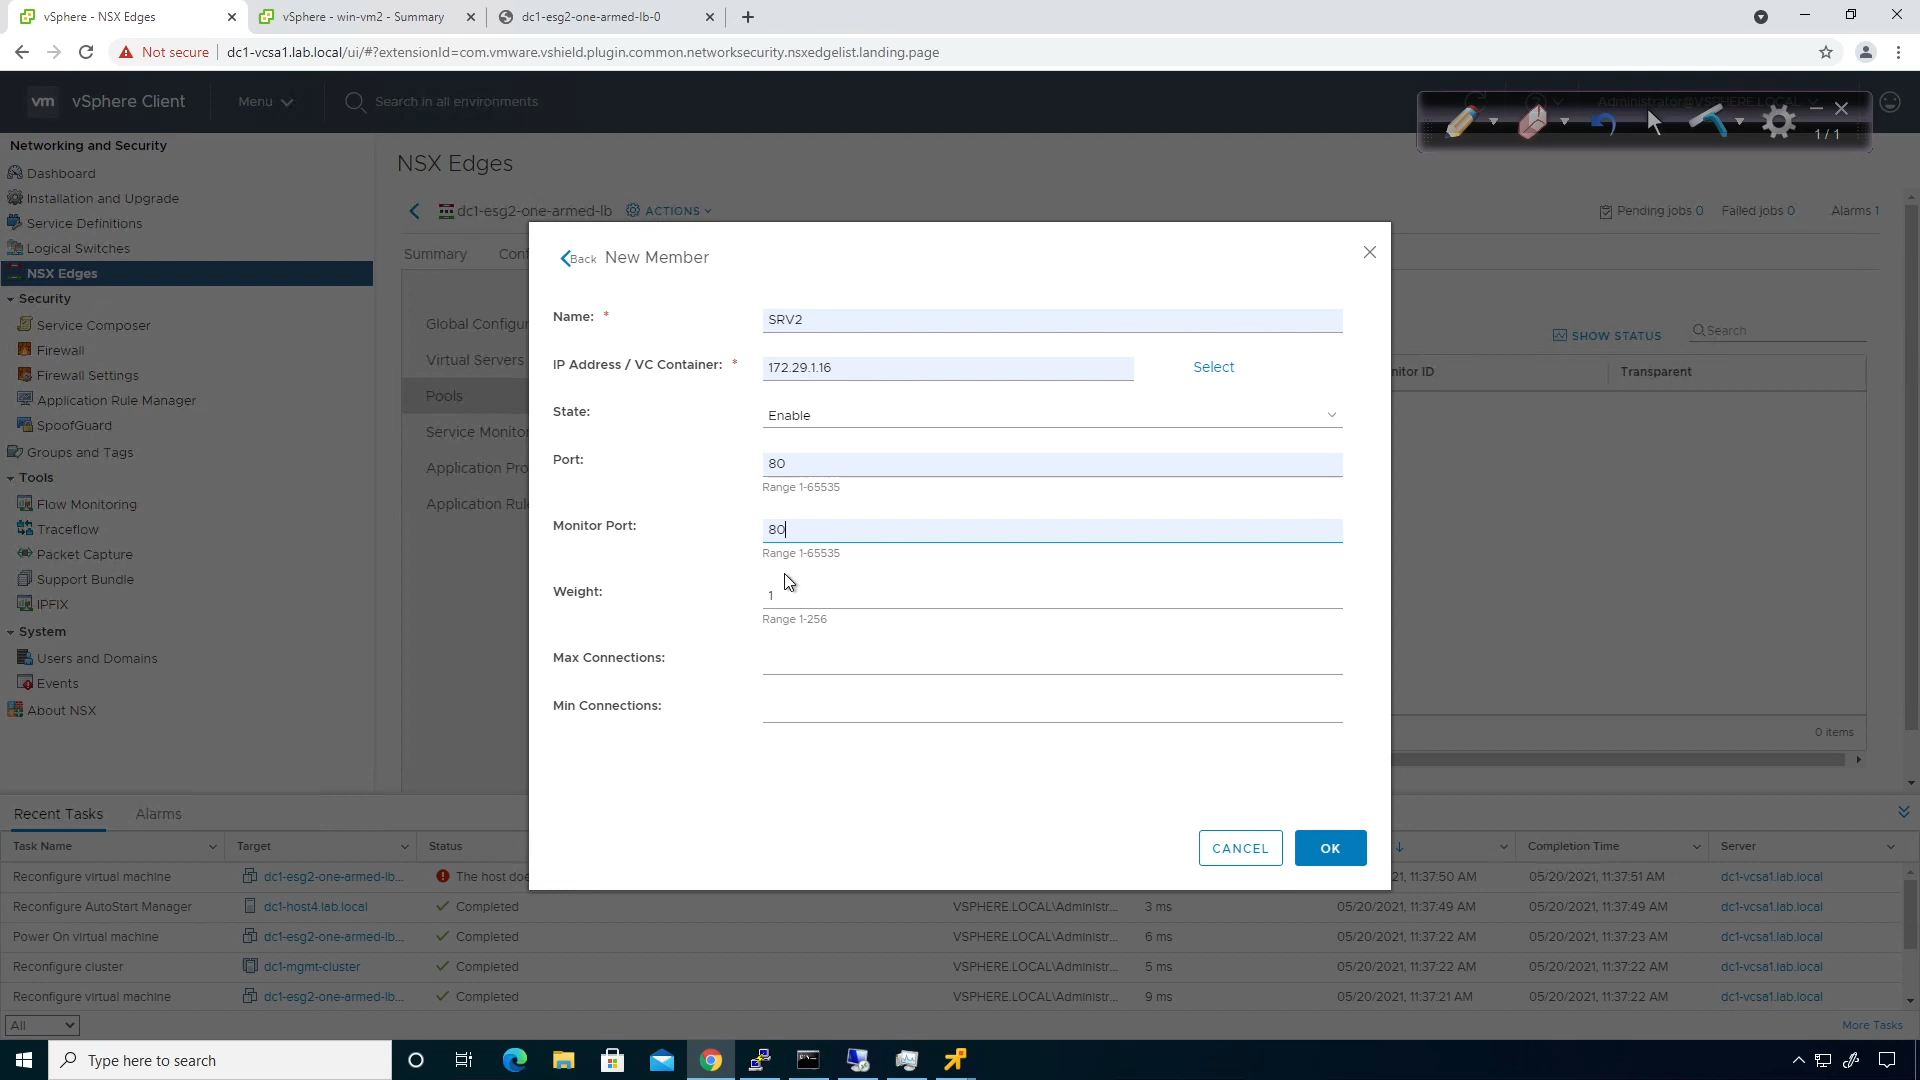 vSphere - NSX Edges
vSphere - win-vm2 - Summary
dc1-esg2-one-armed-lb-0
Not secure
dc1-vcsa1.lab.local/ui/#?extensionId=com.vmware.vshield.plugin.common.networksecurity.nsxedgelist.landing.page
vm vSphere Client
Menu
Search in all environments
Administrator@VSPHERE.LOCAL
1/1
Networking and Security
Dashboard
Installation and Upgrade
Service Definitions
Logical Switches
NSX Edges
Security
Service Composer
Firewall
Firewall Settings
Application Rule Manager
SpoofGuard
Groups and Tags
Tools
Flow Monitoring
Traceflow
Packet Capture
Support Bundle
IPFIX
System
Users and Domains
Events
About NSX
NSX Edges
dc1-esg2-one-armed-lb
ACTIONS
Pending jobs 0
Failed jobs 0
Alarms 1
Summary
Conf
Global Configu
Virtual Servers
Pools
Service Monito
Application Pro
Application Rul
SHOW STATUS
Search
nitor ID
Transparent
0 items
Back New Member
Name: *
SRV2
IP Address / VC Container: *
172.29.1.16
Select
State:
Enable
Port:
80
Range 1-65535
Monitor Port:
80
Range 1-65535
Weight:
1
Range 1-256
Max Connections:
Min Connections:
CANCEL
OK
Recent Tasks
Alarms
Task Name Target Status Completion Time Server
Reconfigure virtual machine dc1-esg2-one-armed-lb... The host doe 21, 11:37:50 AM 05/20/2021, 11:37:51 AM dc1-vcsa1.lab.local
Reconfigure AutoStart Manager dc1-host4.lab.local Completed VSPHERE.LOCAL\Administr... 3 ms 05/20/2021, 11:37:49 AM 05/20/2021, 11:37:49 AM dc1-vcsa1.lab.local
Power On virtual machine dc1-esg2-one-armed-lb... Completed VSPHERE.LOCAL\Administr... 6 ms 05/20/2021, 11:37:22 AM 05/20/2021, 11:37:23 AM dc1-vcsa1.lab.local
Reconfigure cluster dc1-mgmt-cluster Completed VSPHERE.LOCAL\Administr... 5 ms 05/20/2021, 11:37:22 AM 05/20/2021, 11:37:22 AM dc1-vcsa1.lab.local
Reconfigure virtual machine dc1-esg2-one-armed-lb... Completed VSPHERE.LOCAL\Administr... 9 ms 05/20/2021, 11:37:21 AM 05/20/2021, 11:37:22 AM dc1-vcsa1.lab.local
All
More Tasks
Type here to search